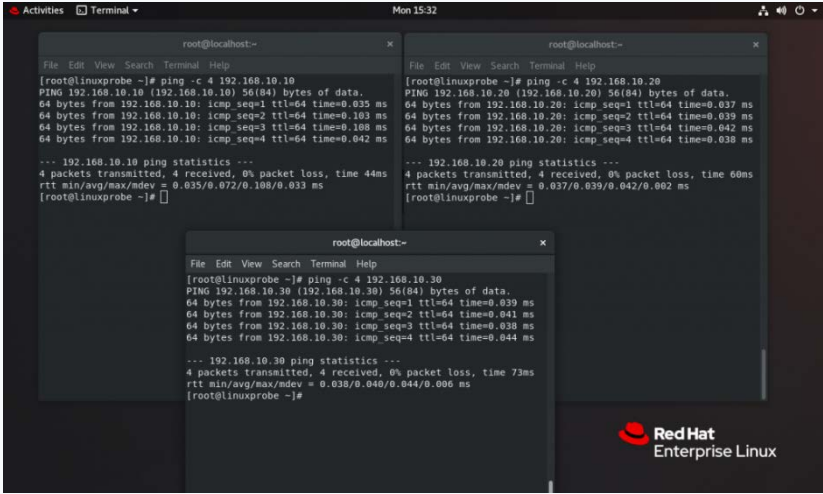 Activities Terminal Mon 15:32
root@localhost:~ ×
File Edit View Search Terminal Help
[root@linuxprobe ~]# ping -c 4 192.168.10.10
PING 192.168.10.10 (192.168.10.10) 56(84) bytes of data.
64 bytes from 192.168.10.10: icmp_seq=1 ttl=64 time=0.035 ms
64 bytes from 192.168.10.10: icmp_seq=2 ttl=64 time=0.103 ms
64 bytes from 192.168.10.10: icmp_seq=3 ttl=64 time=0.108 ms
64 bytes from 192.168.10.10: icmp_seq=4 ttl=64 time=0.042 ms
--- 192.168.10.10 ping statistics ---
4 packets transmitted, 4 received, 0% packet loss, time 44ms
rtt min/avg/max/mdev = 0.035/0.072/0.108/0.033 ms
[root@linuxprobe ~]#
root@localhost:~ ×
File Edit View Search Terminal Help
[root@linuxprobe ~]# ping -c 4 192.168.10.20
PING 192.168.10.20 (192.168.10.20) 56(84) bytes of data.
64 bytes from 192.168.10.20: icmp_seq=1 ttl=64 time=0.037 ms
64 bytes from 192.168.10.20: icmp_seq=2 ttl=64 time=0.039 ms
64 bytes from 192.168.10.20: icmp_seq=3 ttl=64 time=0.042 ms
64 bytes from 192.168.10.20: icmp_seq=4 ttl=64 time=0.038 ms
--- 192.168.10.20 ping statistics ---
4 packets transmitted, 4 received, 0% packet loss, time 60ms
rtt min/avg/max/mdev = 0.037/0.039/0.042/0.002 ms
[root@linuxprobe ~]#
root@localhost:~ ×
File Edit View Search Terminal Help
[root@linuxprobe ~]# ping -c 4 192.168.10.30
PING 192.168.10.30 (192.168.10.30) 56(84) bytes of data.
64 bytes from 192.168.10.30: icmp_seq=1 ttl=64 time=0.039 ms
64 bytes from 192.168.10.30: icmp_seq=2 ttl=64 time=0.041 ms
64 bytes from 192.168.10.30: icmp_seq=3 ttl=64 time=0.038 ms
64 bytes from 192.168.10.30: icmp_seq=4 ttl=64 time=0.044 ms
--- 192.168.10.30 ping statistics ---
4 packets transmitted, 4 received, 0% packet loss, time 73ms
rtt min/avg/max/mdev = 0.038/0.040/0.044/0.006 ms
[root@linuxprobe ~]#
Red Hat
Enterprise Linux